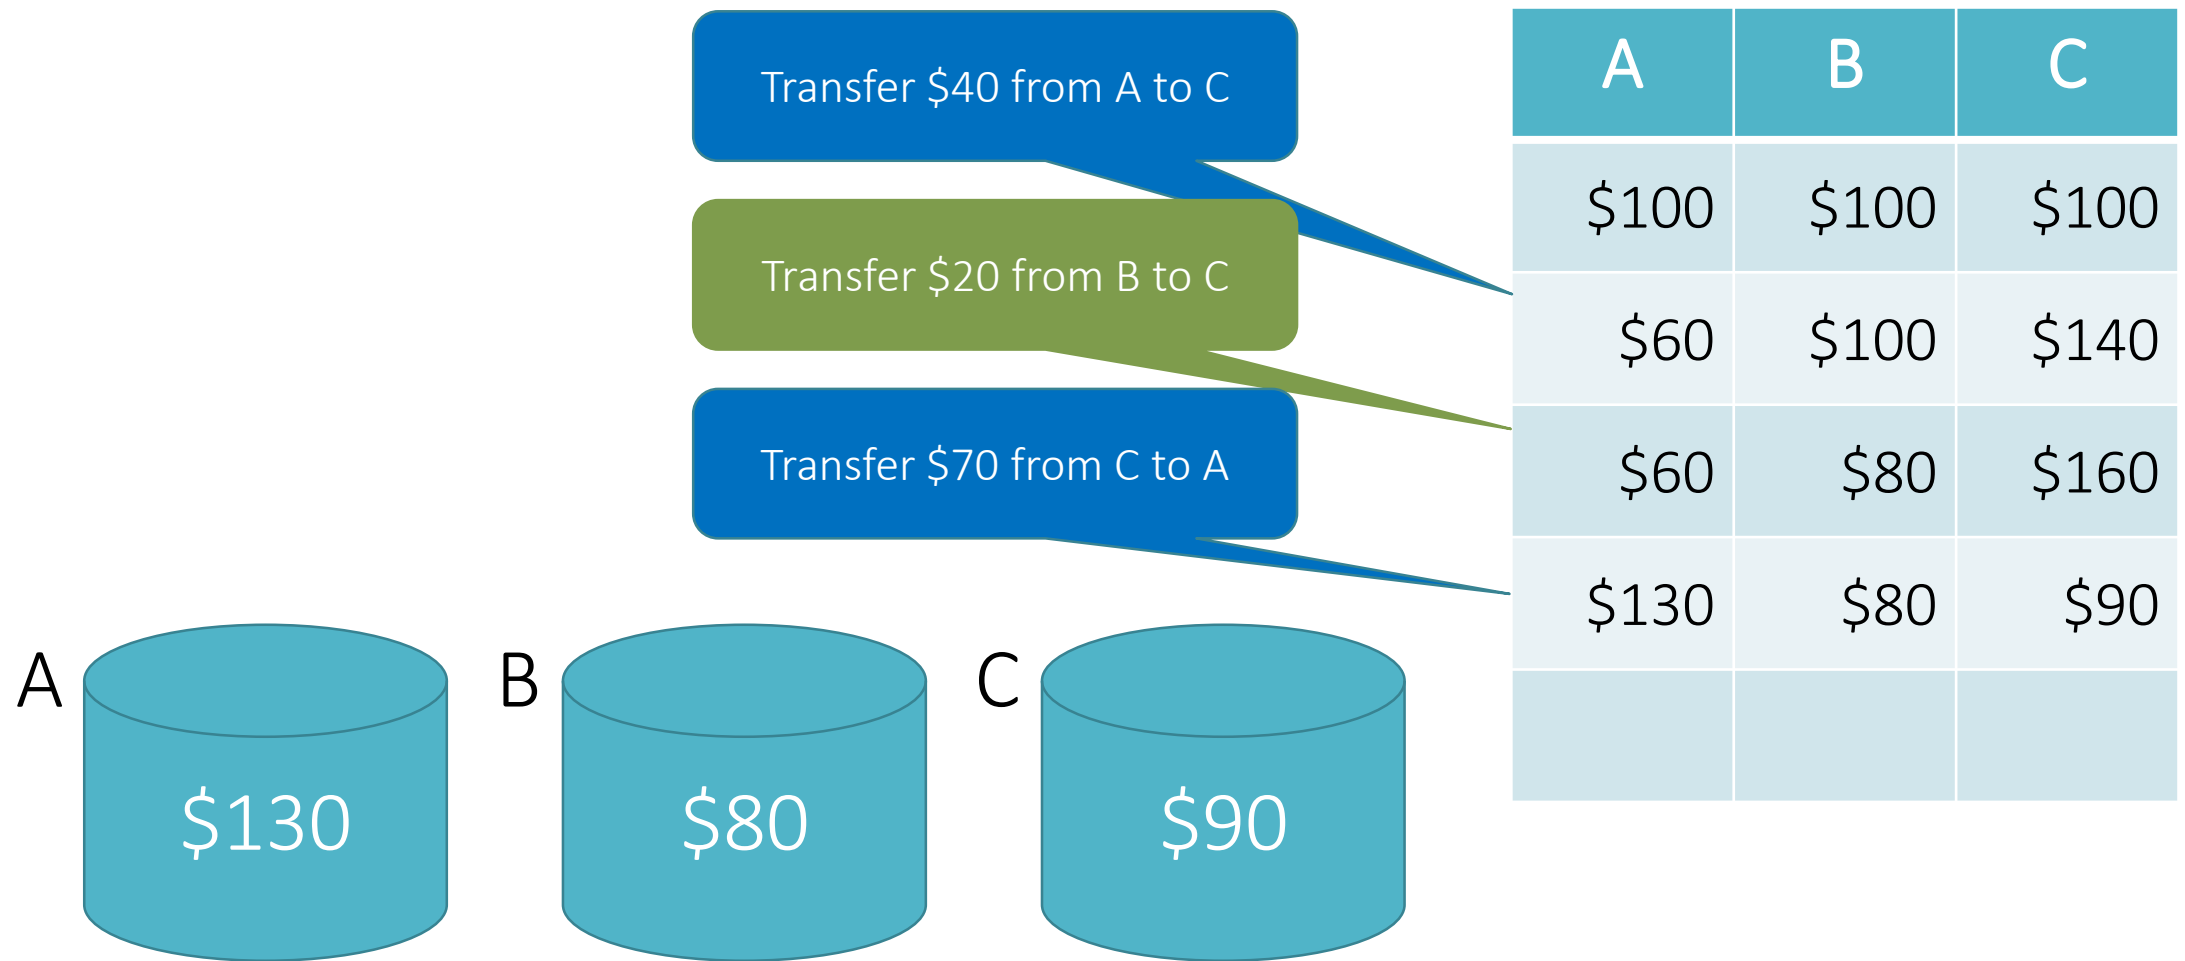 Transfer $40 from A to C
Transfer $20 from B to C
Transfer $70 from C to A
A B C
$100 $100 $100
$60 $100 $140
$60 $80 $160
$130 $80 $90
A B C
$130 $80 $90